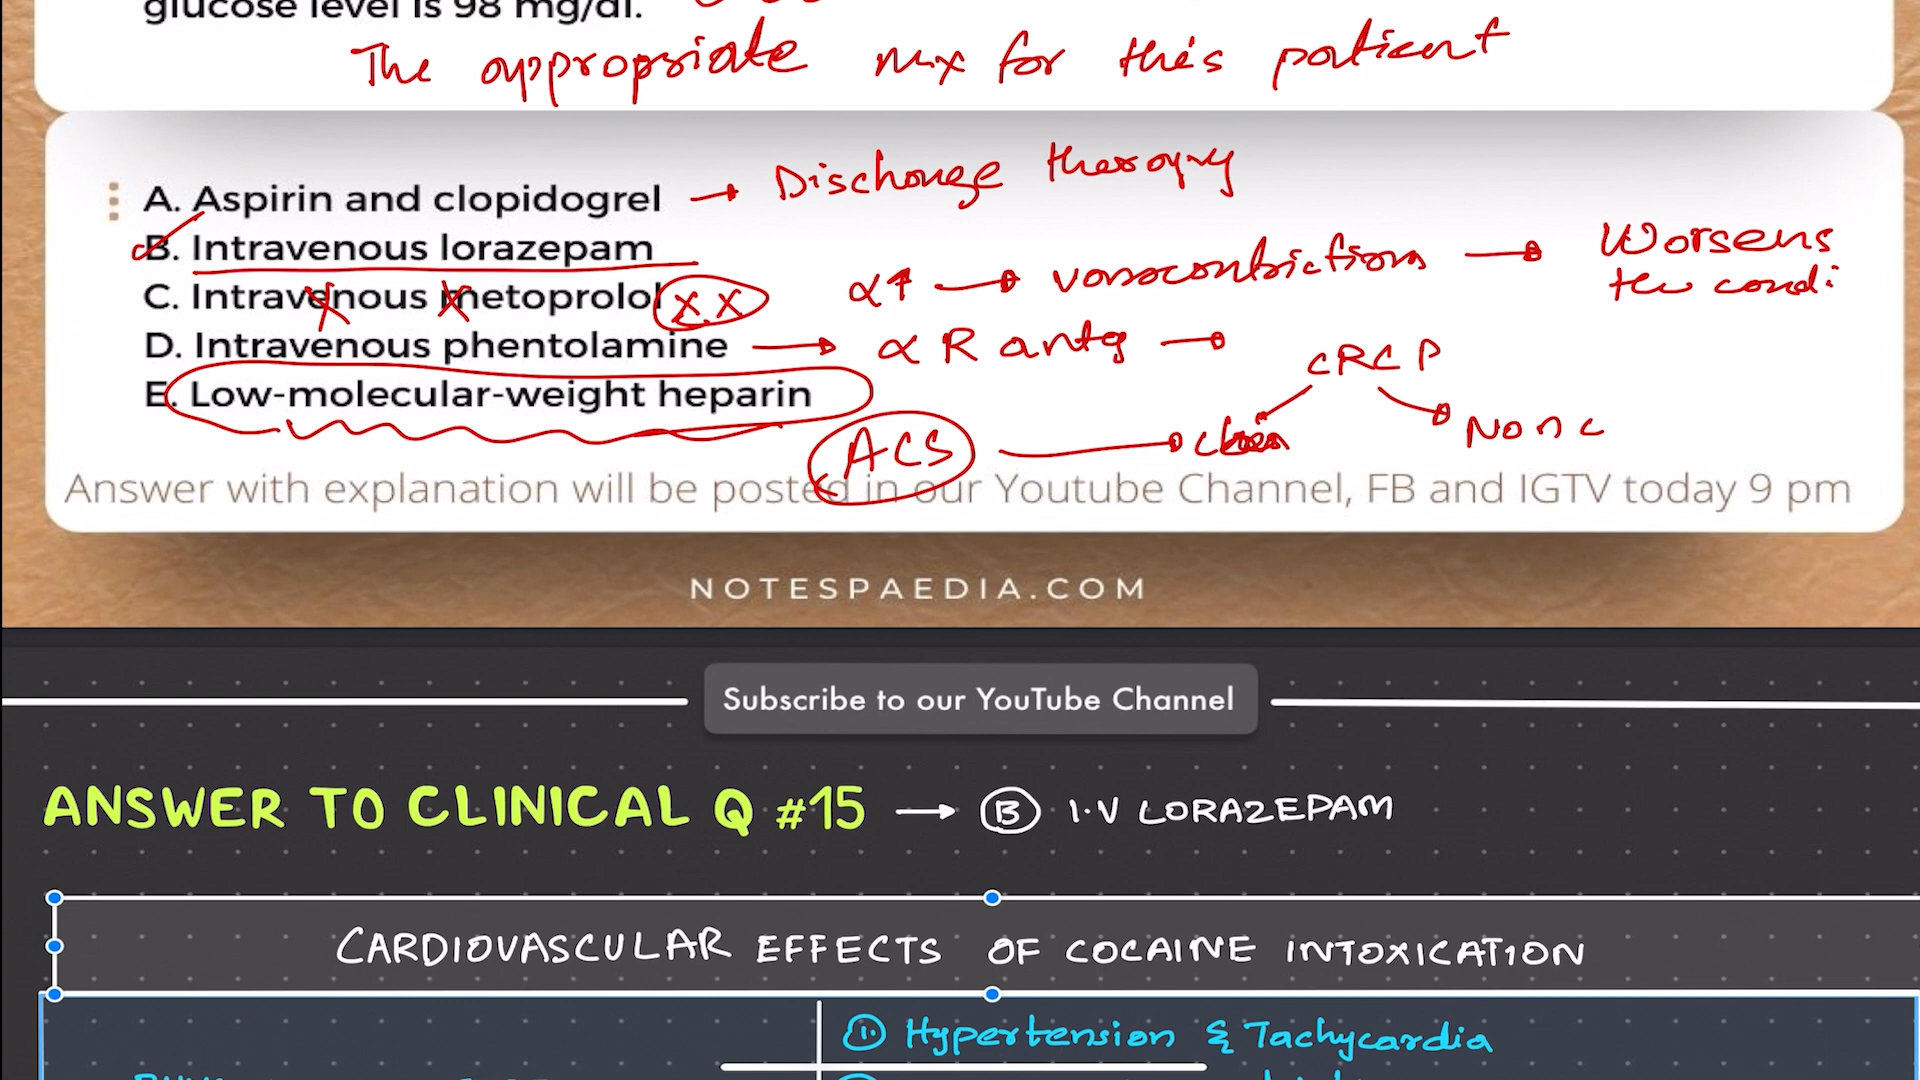 glucose level is 98 mg/dl.
The appropriate mx for this patient
A. Aspirin and clopidogrel → Discharge therapy
B. Intravenous lorazepam
C. Intravenous metoprolol x x α↑ → vasoconstriction → Worsens the condi:
D. Intravenous phentolamine → α R antg →
CRCP
E. Low-molecular-weight heparin
Non c
ACS
Answer with explanation will be posted in our Youtube Channel, FB and IGTV today 9 pm
NOTESPAEDIA.COM
Subscribe to our YouTube Channel
ANSWER TO CLINICAL Q #15 → B I.V LORAZEPAM
CARDIOVASCULAR EFFECTS OF COCAINE INTOXICATION
1. Hypertension & Tachycardia